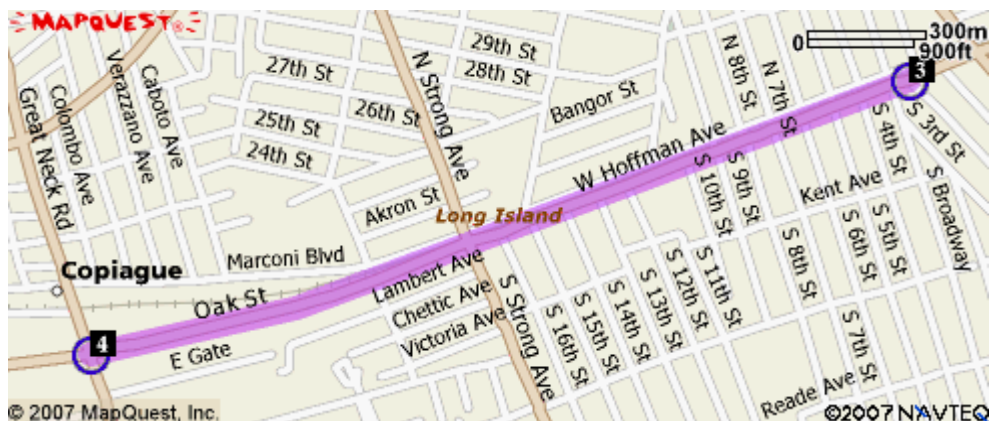 MAPQUEST®
0 300m
900ft
3
29th St
28th St
27th St
26th St
25th St
24th St
Bangor St
N Strong Ave
N 8th St
N 7th St
Caboto Ave
Verazzano Ave
Colombo Ave
Great Neck Rd
W Hoffman Ave
S 3rd St
S 4th St
S 10th St
S 9th St
Kent Ave
S Broadway
Akron St
Long Island
Marconi Blvd
Copiague
Lambert Ave
Oak St
Chettic Ave
Victoria Ave
E Gate
4
S Strong Ave
S 16th St
S 15th St
S 14th St
S 13th St
S 12th St
S 11th St
S 8th St
S 6th St
S 5th St
S 7th St
Reade Ave
© 2007 MapQuest, Inc.
©2007 NAVTEQ